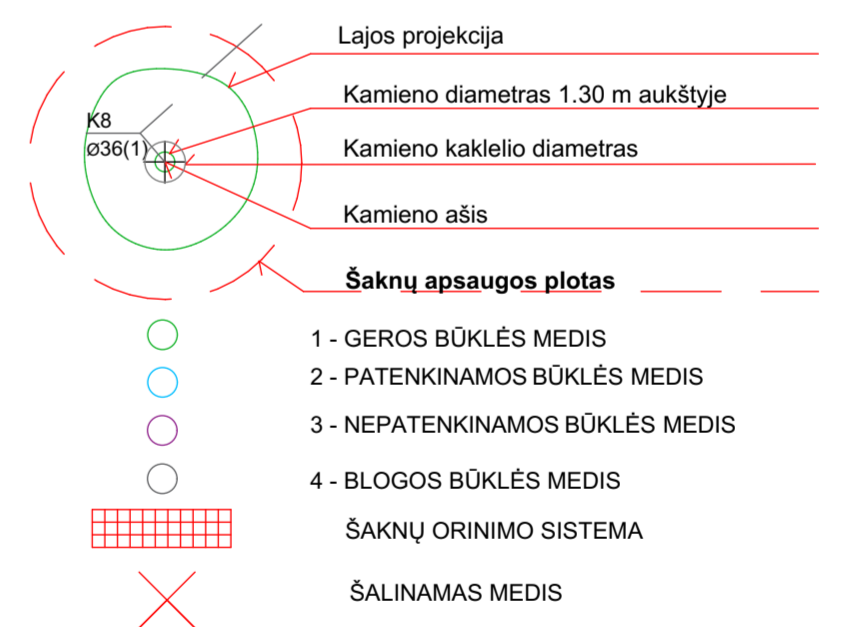 Lajos projekcija
Kamieno diametras 1.30 m aukštyje
K8
Ø36(1)
Kamieno kaklelio diametras
Kamieno ašis
Šaknų apsaugos plotas
1 - GEROS BŪKLĖS MEDIS
2 - PATENKINAMOS BŪKLĖS MEDIS
3 - NEPATENKINAMOS BŪKLĖS MEDIS
4 - BLOGOS BŪKLĖS MEDIS
ŠAKNŲ ORINIMO SISTEMA
ŠALINAMAS MEDIS